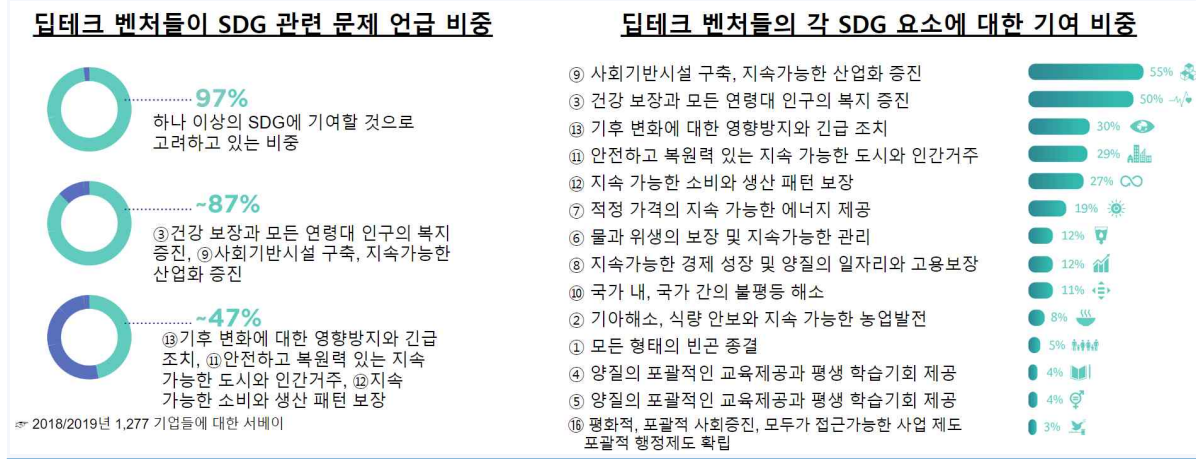 딥테크 벤처들이 SDG 관련 문제 언급 비중
97%
하나 이상의 SDG에 기여할 것으로
고려하고 있는 비중
~87%
③건강 보장과 모든 연령대 인구의 복지
증진, ⑨사회기반시설 구축, 지속가능한
산업화 증진
~47%
⑬기후 변화에 대한 영향방지와 긴급
조치, ⑪안전하고 복원력 있는 지속
가능한 도시와 인간거주, ⑫지속
가능한 소비와 생산 패턴 보장
☞ 2018/2019년 1,277 기업들에 대한 서베이
딥테크 벤처들의 각 SDG 요소에 대한 기여 비중
⑨ 사회기반시설 구축, 지속가능한 산업화 증진 55%
③ 건강 보장과 모든 연령대 인구의 복지 증진 50%
⑬ 기후 변화에 대한 영향방지와 긴급 조치 30%
⑪ 안전하고 복원력 있는 지속 가능한 도시와 인간거주 29%
⑫ 지속 가능한 소비와 생산 패턴 보장 27%
⑦ 적정 가격의 지속 가능한 에너지 제공 19%
⑥ 물과 위생의 보장 및 지속가능한 관리 12%
⑧ 지속가능한 경제 성장 및 양질의 일자리와 고용보장 12%
⑩ 국가 내, 국가 간의 불평등 해소 11%
② 기아해소, 식량 안보와 지속 가능한 농업발전 8%
① 모든 형태의 빈곤 종결 5%
④ 양질의 포괄적인 교육제공과 평생 학습기회 제공 4%
⑤ 양질의 포괄적인 교육제공과 평생 학습기회 제공 4%
⑯ 평화적, 포괄적 사회증진, 모두가 접근가능한 사업 제도 3%
포괄적 행정제도 확립